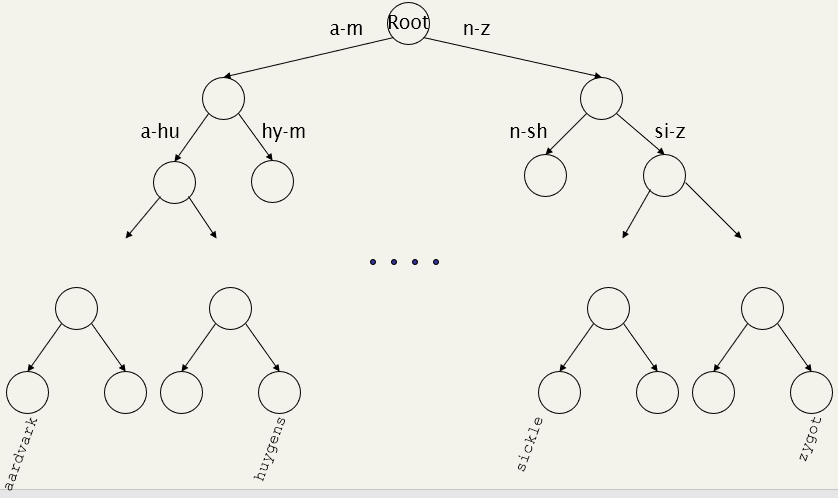 Root
a-m
n-z
a-hu
hy-m
n-sh
si-z
aardvark
huygens
sickle
zygot